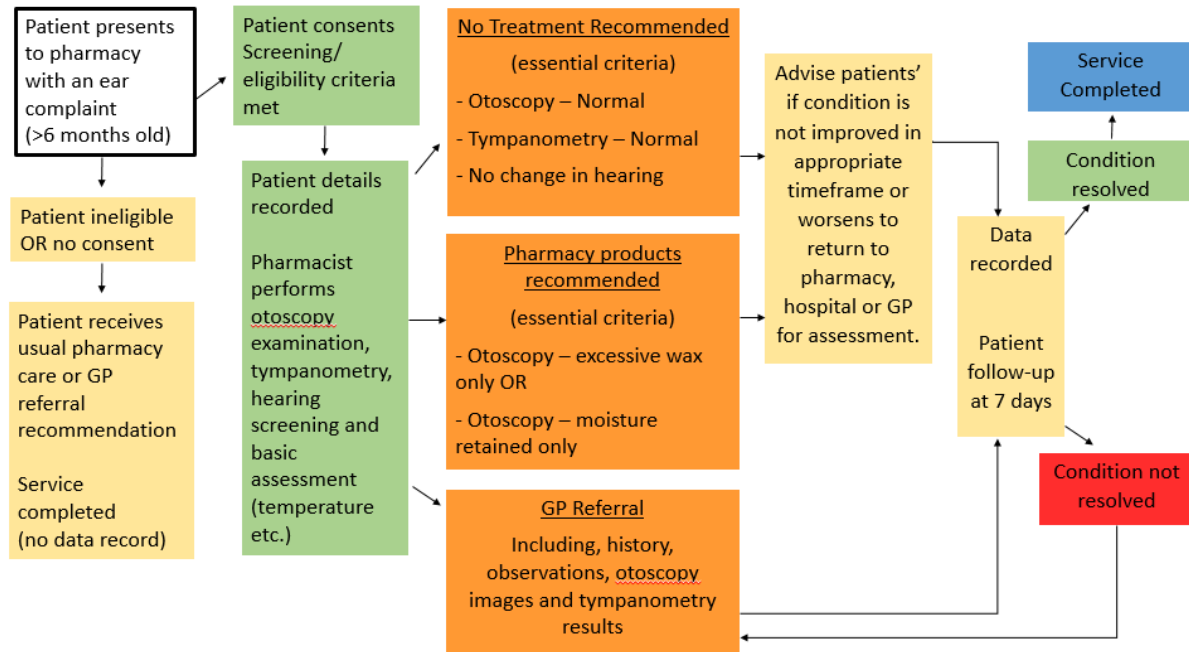 Patient presents
to pharmacy
with an ear
complaint
(>6 months old)
Patient ineligible
OR no consent
Patient receives
usual pharmacy
care or GP
referral
recommendation
Service
completed
(no data record)
Patient consents
Screening/
eligibility criteria
met
Patient details
recorded
Pharmacist
performs
otoscopy
examination,
tympanometry,
hearing
screening and
basic
assessment
(temperature
etc.)
No Treatment Recommended
(essential criteria)
- Otoscopy – Normal
- Tympanometry – Normal
- No change in hearing
Pharmacy products
recommended
(essential criteria)
- Otoscopy – excessive wax
only OR
- Otoscopy – moisture
retained only
GP Referral
Including, history,
observations, otoscopy
images and tympanometry
results
Advise patients’
if condition is
not improved in
appropriate
timeframe or
worsens to
return to
pharmacy,
hospital or GP
for assessment.
Data
recorded
Patient
follow-up
at 7 days
Service
Completed
Condition
resolved
Condition not
resolved